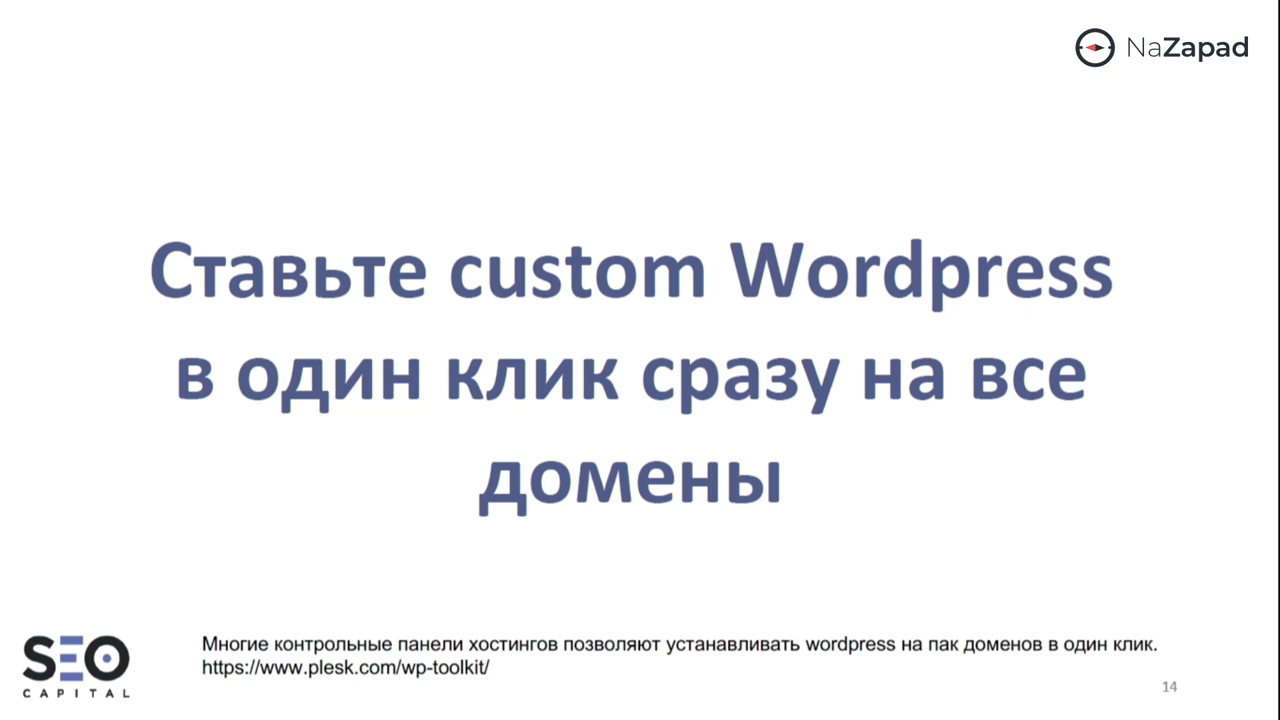 NaZapad
Ставьте custom Wordpress
в один клик сразу на все
домены
SEO
CAPITAL
Многие контрольные панели хостингов позволяют устанавливать wordpress на пак доменов в один клик.
https://www.plesk.com/wp-toolkit/
14